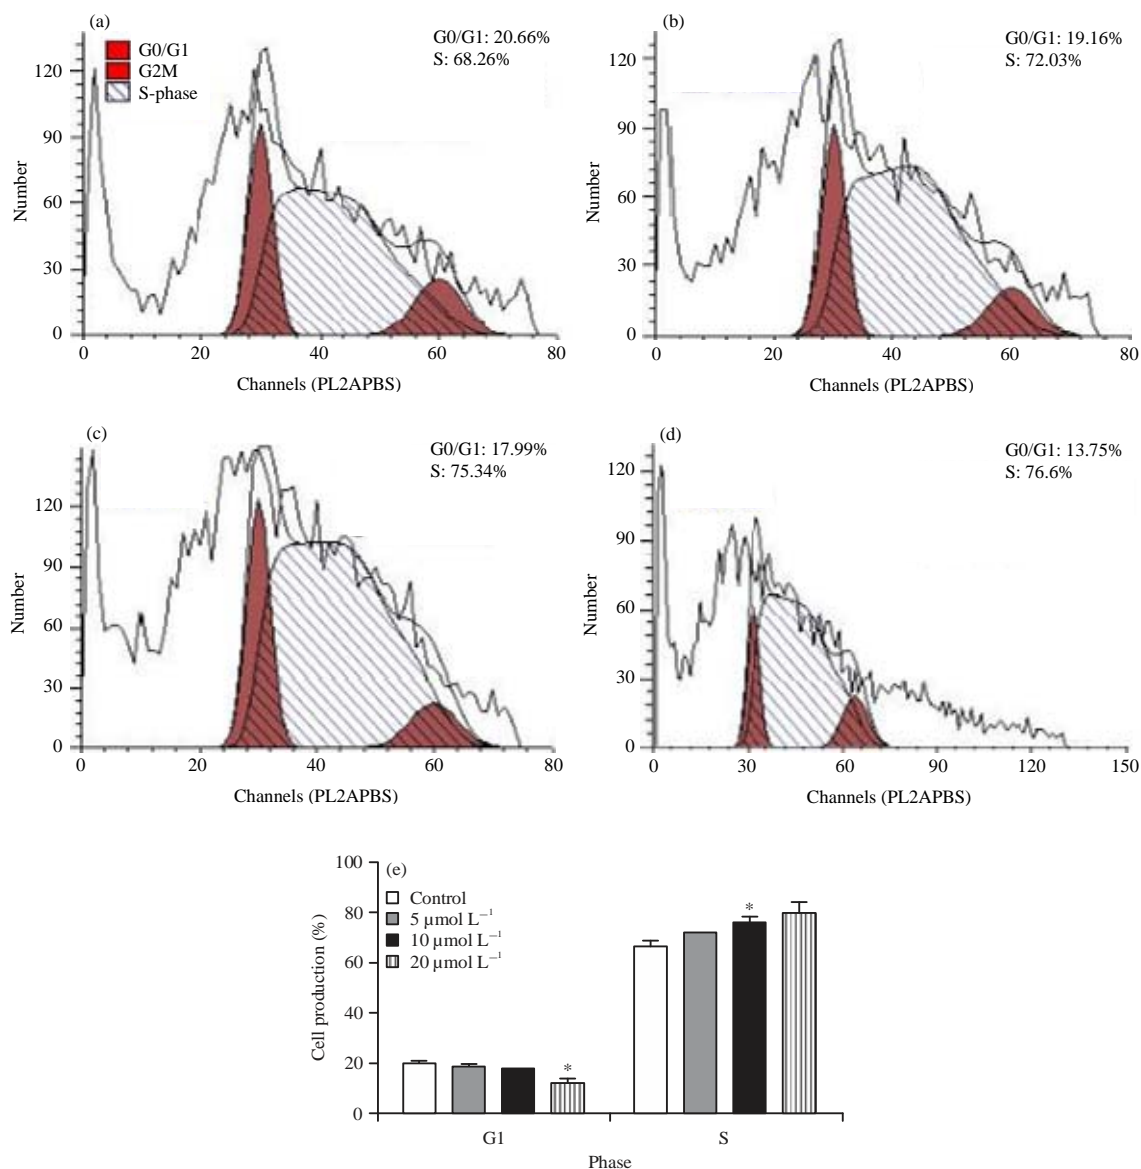 (a)
G0/G1: 20.66%
S: 68.26%
G0/G1
G2M
S-phase
120
90
60
30
0
Number
0 20 40 60 80
Channels (PL2APBS)
(b)
G0/G1: 19.16%
S: 72.03%
120
90
60
30
0
Number
0 20 40 60 80
Channels (PL2APBS)
(c)
G0/G1: 17.99%
S: 75.34%
120
90
60
30
0
Number
0 20 40 60 80
Channels (PL2APBS)
(d)
G0/G1: 13.75%
S: 76.6%
120
90
60
30
0
Number
0 30 60 90 120 150
Channels (PL2APBS)
(e)
Control
5 µmol L⁻¹
10 µmol L⁻¹
20 µmol L⁻¹
100
80
60
40
20
0
Cell production (%)
*
*
G1 S
Phase